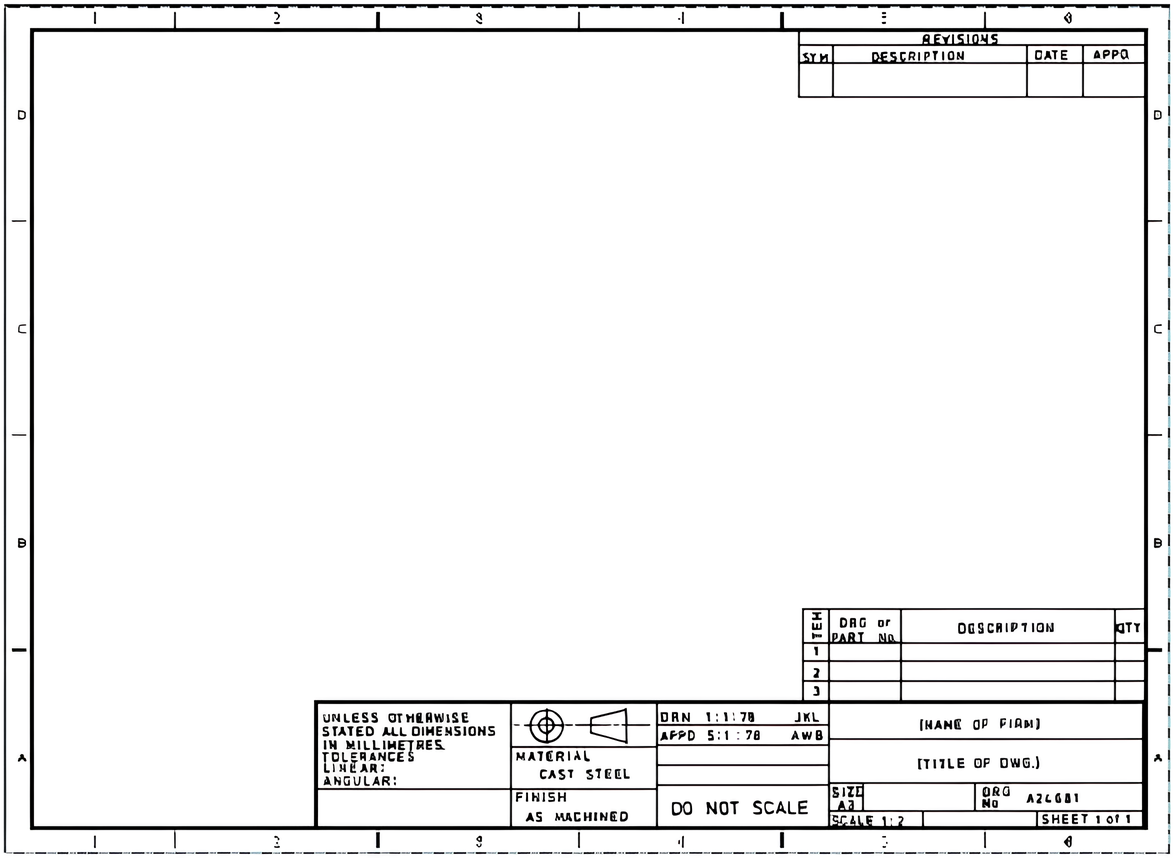 1 2 3 4 5 6
REVISIONS
SYM DESCRIPTION DATE APPD
D D
C C
B B
ITEM DRG or PART No. DESCRIPTION QTY
1
2
3
A A
UNLESS OTHERWISE
STATED ALL DIMENSIONS
IN MILLIMETRES.
TOLERANCES
LINEAR:
ANGULAR:
MATERIAL
CAST STEEL
FINISH
AS MACHINED
DRN 1:1:78 JKL
APPD 5:1:78 AWB
DO NOT SCALE
(NAME OF FIRM)
(TITLE OF DWG.)
SIZE
A3
DRG
No
SCALE 1:2
SHEET 1 of 1
1 2 3 4 5 6